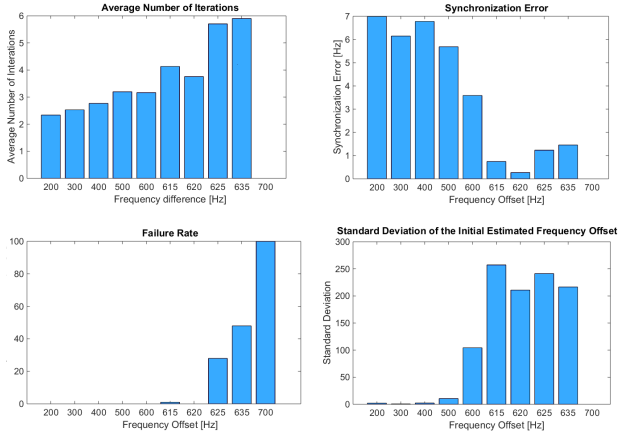 Average Number of Iterations
Average Number of Interations
6
5
4
3
2
1
0
200 300 400 500 600 615 620 625 635 700
Frequency difference [Hz]
Synchronization Error
Synchronization Error [Hz]
7
6
5
4
3
2
1
0
200 300 400 500 600 615 620 625 635 700
Frequency Offset [Hz]
Failure Rate
100
80
60
40
20
0
200 300 400 500 600 615 620 625 635 700
Frequency Offset [Hz]
Standard Deviation of the Initial Estimated Frequency Offset
Standard Deviation
300
250
200
150
100
50
0
200 300 400 500 600 615 620 625 635 700
Frequency Offset [Hz]